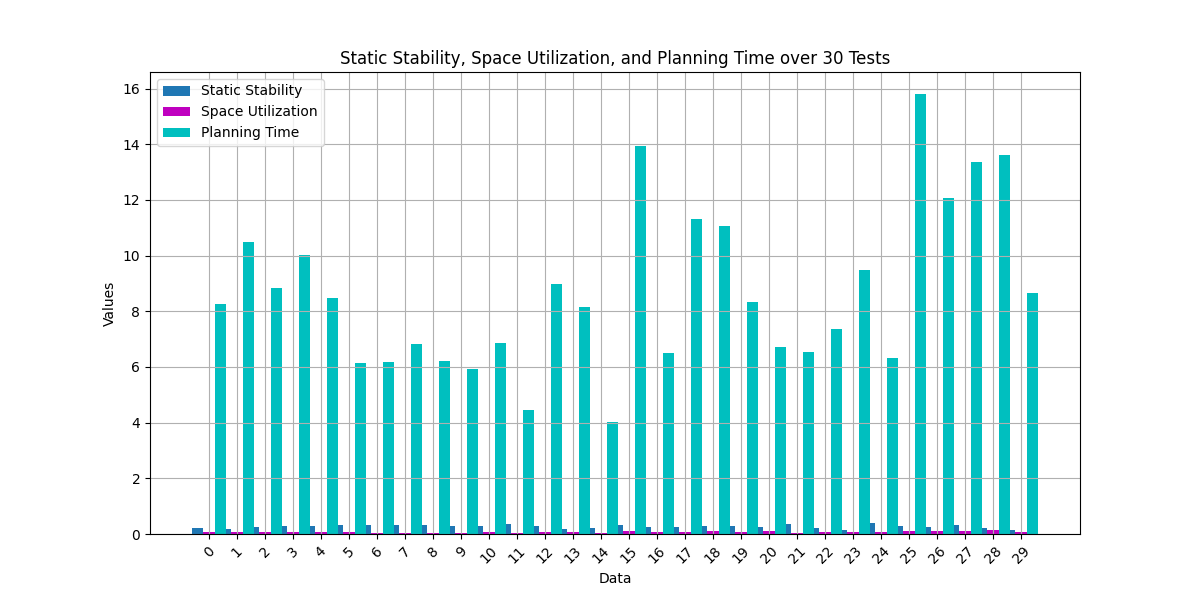 Static Stability, Space Utilization, and Planning Time over 30 Tests
Static Stability
Space Utilization
Planning Time
Values
16
14
12
10
8
6
4
2
0
0 1 2 3 4 5 6 7 8 9 10 11 12 13 14 15 16 17 18 19 20 21 22 23 24 25 26 27 28 29
Data